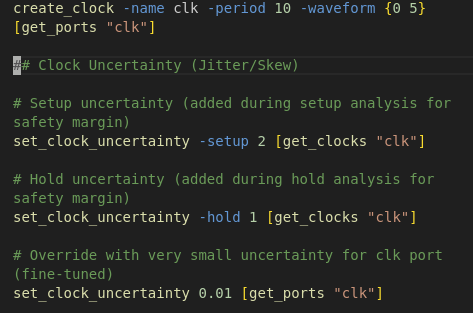 create_clock -name clk -period 10 -waveform {0 5}
[get_ports "clk"]
## Clock Uncertainty (Jitter/Skew)
# Setup uncertainty (added during setup analysis for
safety margin)
set_clock_uncertainty -setup 2 [get_clocks "clk"]
# Hold uncertainty (added during hold analysis for
safety margin)
set_clock_uncertainty -hold 1 [get_clocks "clk"]
# Override with very small uncertainty for clk port
(fine-tuned)
set_clock_uncertainty 0.01 [get_ports "clk"]